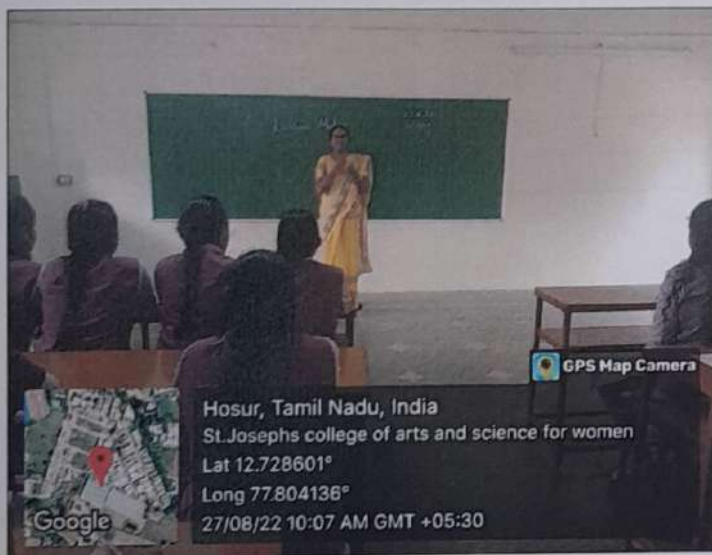 GPS Map Camera
Hosur, Tamil Nadu, India
St.Josephs college of arts and science for women
Lat 12.728601°
Long 77.804136°
27/08/22 10:07 AM GMT +05:30
Google